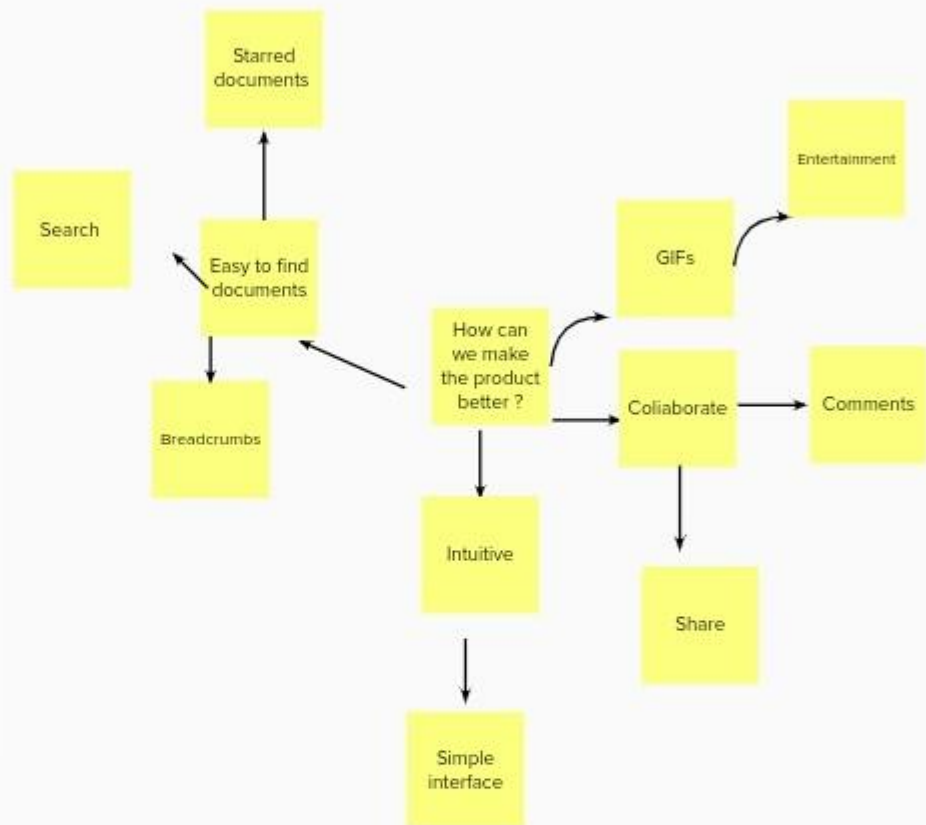 Starred
documents
Entertainment
Search
GIFs
Easy to find
documents
How can
we make
the product
better ?
Coliaborate
Comments
Breadcrumbs
Intuitive
Share
Simple
interface